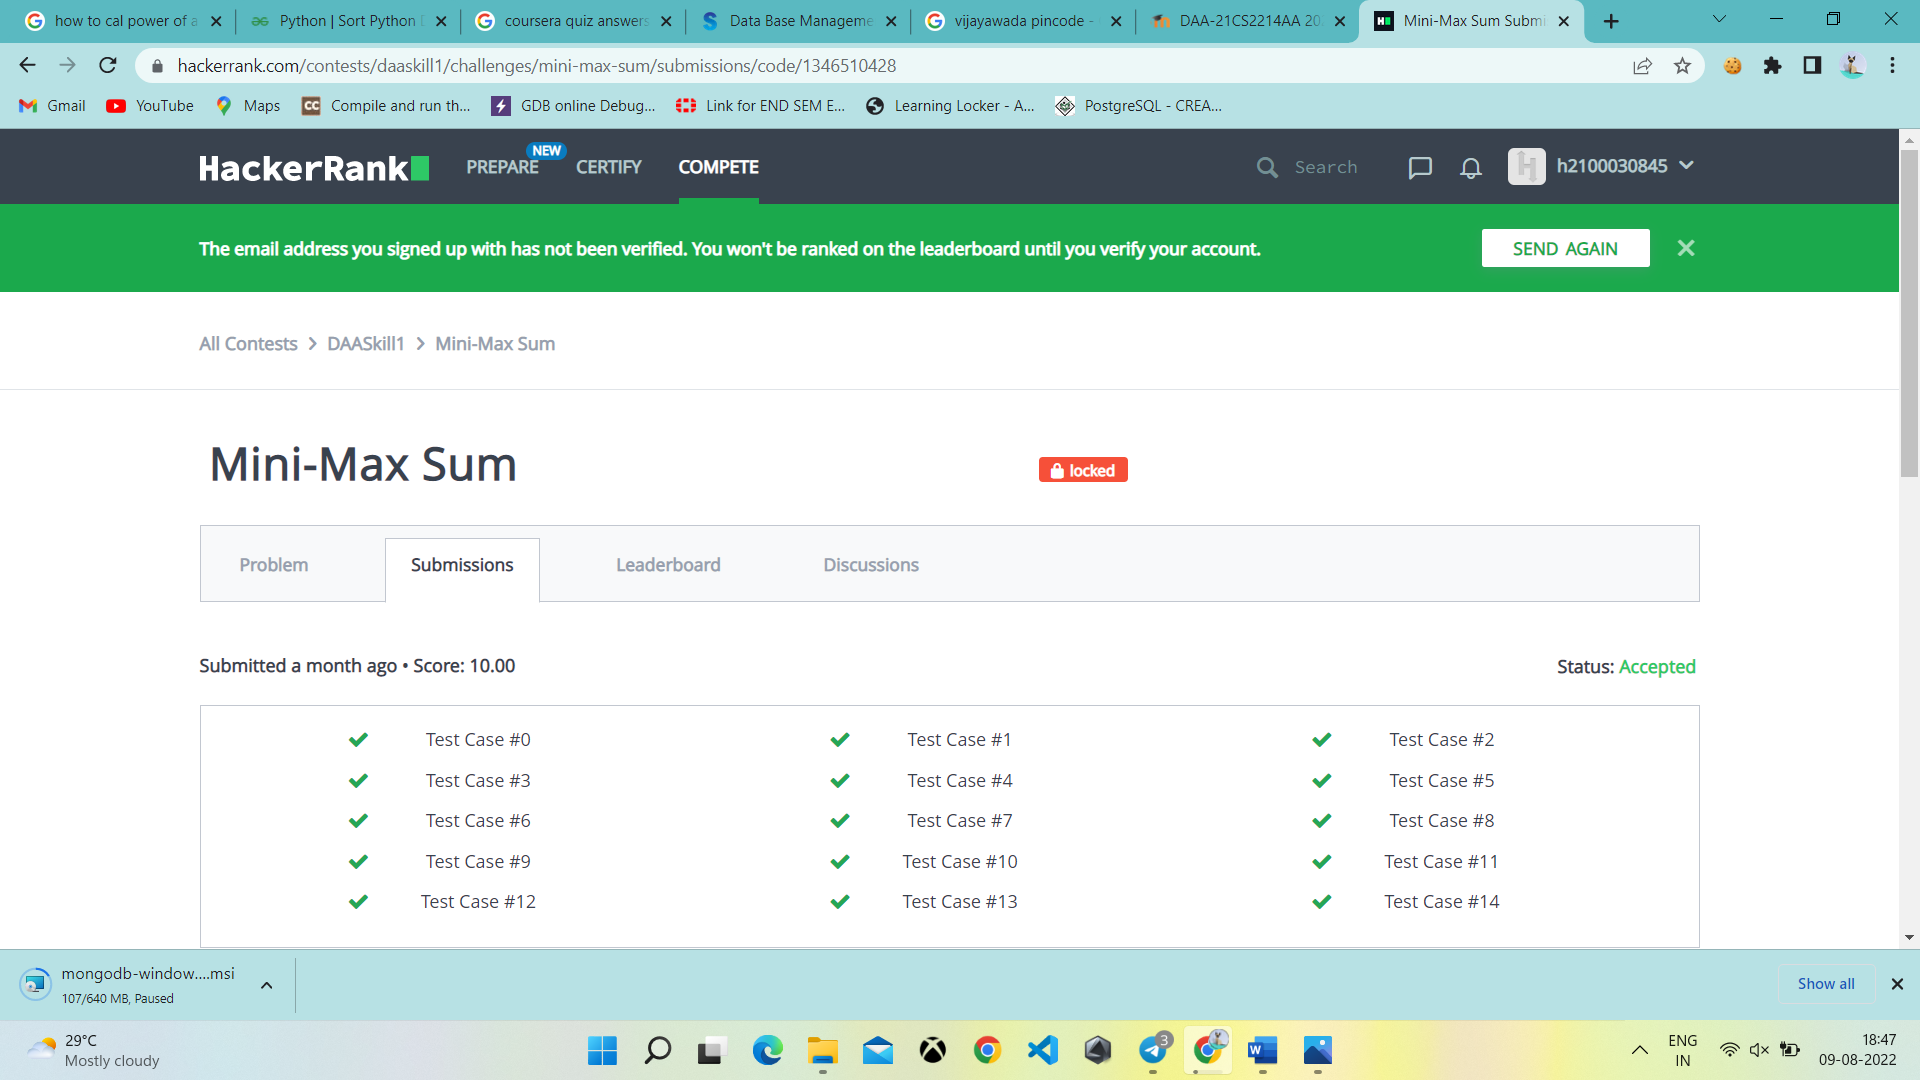 how to cal power of a
Python | Sort Python D
coursera quiz answers
Data Base Manageme
vijayawada pincode -
DAA-21CS2214AA 202
Mini-Max Sum Submi
hackerrank.com/contests/daaskill1/challenges/mini-max-sum/submissions/code/1346510428
Gmail
YouTube
Maps
CC
Compile and run th...
GDB online Debug...
Link for END SEM E...
Learning Locker - A...
PostgreSQL - CREA...
HackerRank
PREPARE
NEW
CERTIFY
COMPETE
Search
h2100030845
The email address you signed up with has not been verified. You won't be ranked on the leaderboard until you verify your account.
SEND AGAIN
All Contests > DAASkill1 > Mini-Max Sum
Mini-Max Sum
locked
Problem
Submissions
Leaderboard
Discussions
Submitted a month ago • Score: 10.00
Status: Accepted
Test Case #0
Test Case #1
Test Case #2
Test Case #3
Test Case #4
Test Case #5
Test Case #6
Test Case #7
Test Case #8
Test Case #9
Test Case #10
Test Case #11
Test Case #12
Test Case #13
Test Case #14
mongodb-window....msi
107/640 MB, Paused
Show all
29°C
Mostly cloudy
3
ENG
IN
18:47
09-08-2022